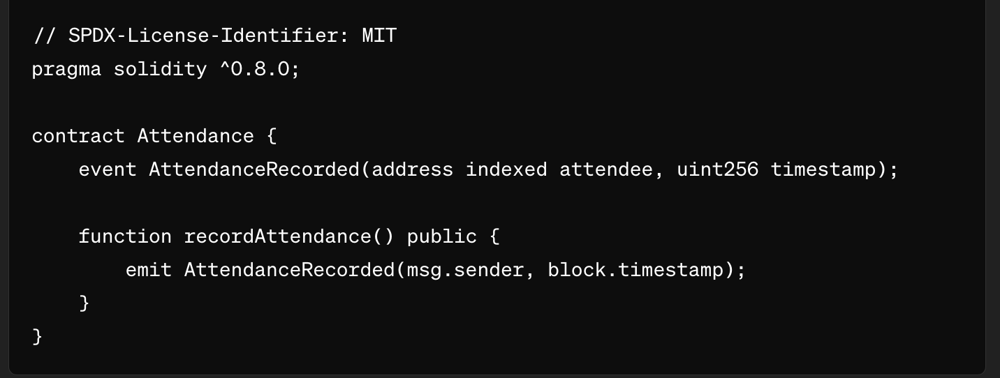 // SPDX-License-Identifier: MIT
pragma solidity ^0.8.0;
contract Attendance {
event AttendanceRecorded(address indexed attendee, uint256 timestamp);
function recordAttendance() public {
emit AttendanceRecorded(msg.sender, block.timestamp);
}
}